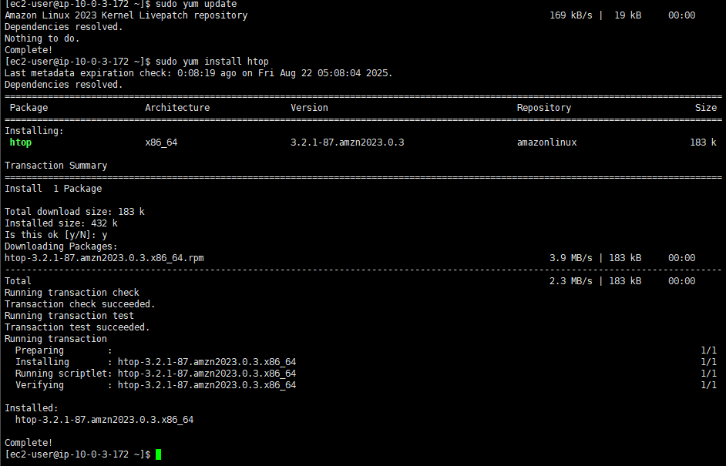 [ec2-user@ip-10-0-3-172 ~]$ sudo yum update
Amazon Linux 2023 Kernel Livepatch repository 169 kB/s | 19 kB 00:00
Dependencies resolved.
Nothing to do.
Complete!
[ec2-user@ip-10-0-3-172 ~]$ sudo yum install htop
Last metadata expiration check: 0:08:19 ago on Fri Aug 22 05:08:04 2025.
Dependencies resolved.
Package Architecture Version Repository Size
Installing:
htop x86_64 3.2.1-87.amzn2023.0.3 amazonlinux 183 k
Transaction Summary
Install 1 Package
Total download size: 183 k
Installed size: 432 k
Is this ok [y/N]: y
Downloading Packages:
htop-3.2.1-87.amzn2023.0.3.x86_64.rpm 3.9 MB/s | 183 kB 00:00
Total 2.3 MB/s | 183 kB 00:00
Running transaction check
Transaction check succeeded.
Running transaction test
Transaction test succeeded.
Running transaction
Preparing : 1/1
Installing : htop-3.2.1-87.amzn2023.0.3.x86_64 1/1
Running scriptlet: htop-3.2.1-87.amzn2023.0.3.x86_64 1/1
Verifying : htop-3.2.1-87.amzn2023.0.3.x86_64 1/1
Installed:
htop-3.2.1-87.amzn2023.0.3.x86_64
Complete!
[ec2-user@ip-10-0-3-172 ~]$